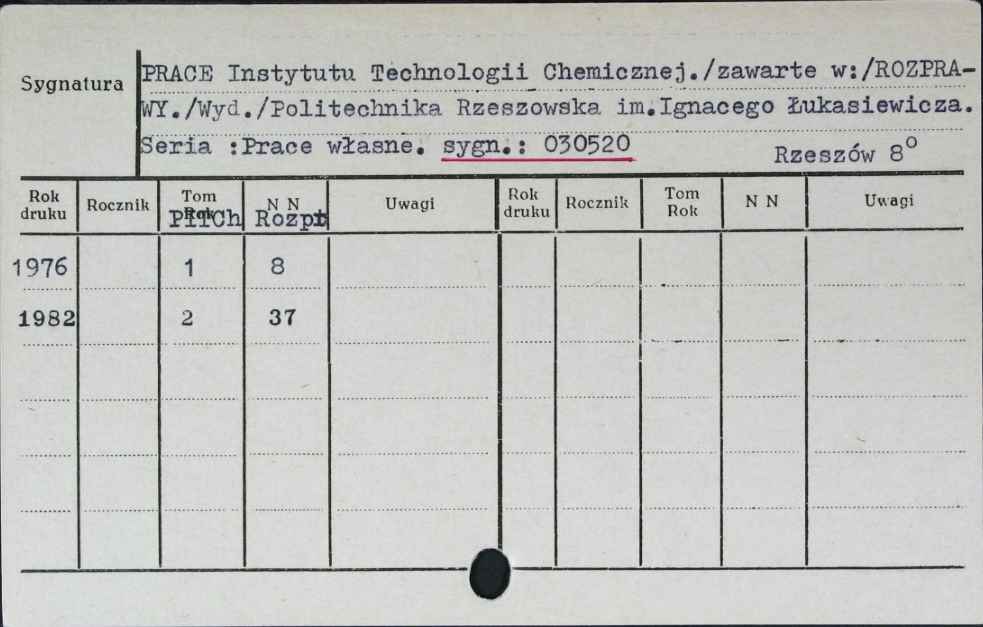 Sygnatura
PRACE Instytutu Technologii Chemicznej./zawarte w:/ROZPRA-
WY./Wyd./Politechnika Rzeszowska im.Ignacego Łukasiewicza.
Seria :Prace własne. sygn.: 030520
Rzeszów 8°
Rok druku Rocznik Tom Rok N N Uwagi Rok druku Rocznik Tom Rok N N Uwagi
PITCh Rozpr
1976 1 8
1982 2 37